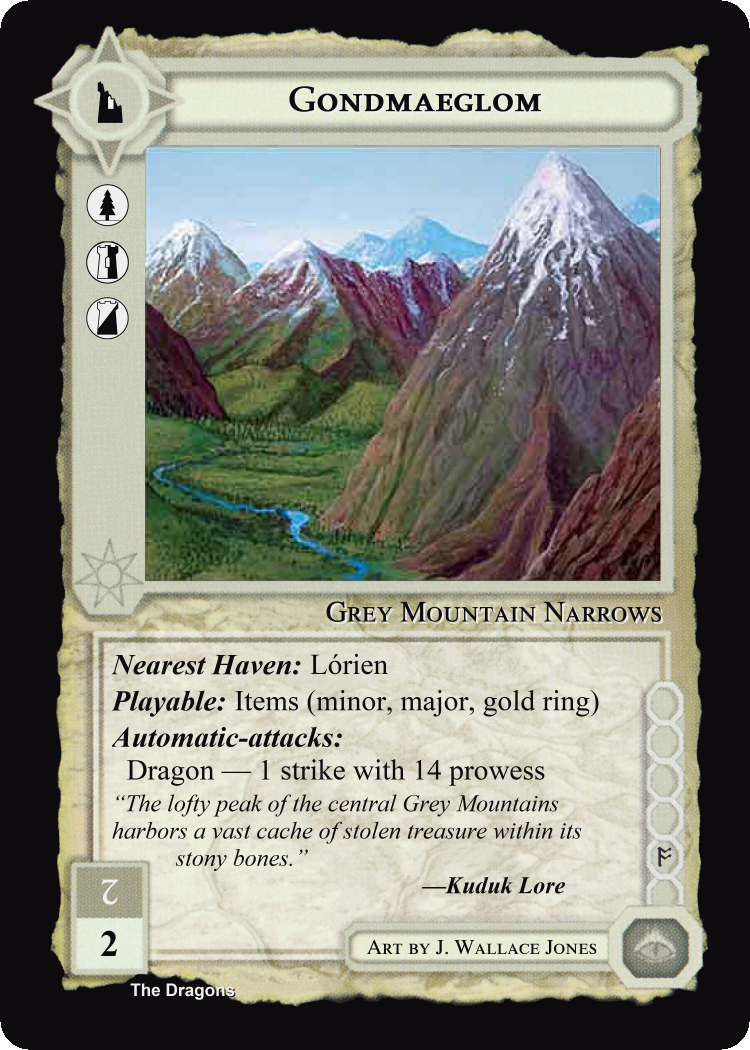 Gondmaeglom
Grey Mountain Narrows
Nearest Haven: Lórien
Playable: Items (minor, major, gold ring)
Automatic-attacks:
Dragon — 1 strike with 14 prowess
“The lofty peak of the central Grey Mountains
harbors a vast cache of stolen treasure within its
stony bones.”
—Kuduk Lore
2
2
Art by J. Wallace Jones
The Dragons